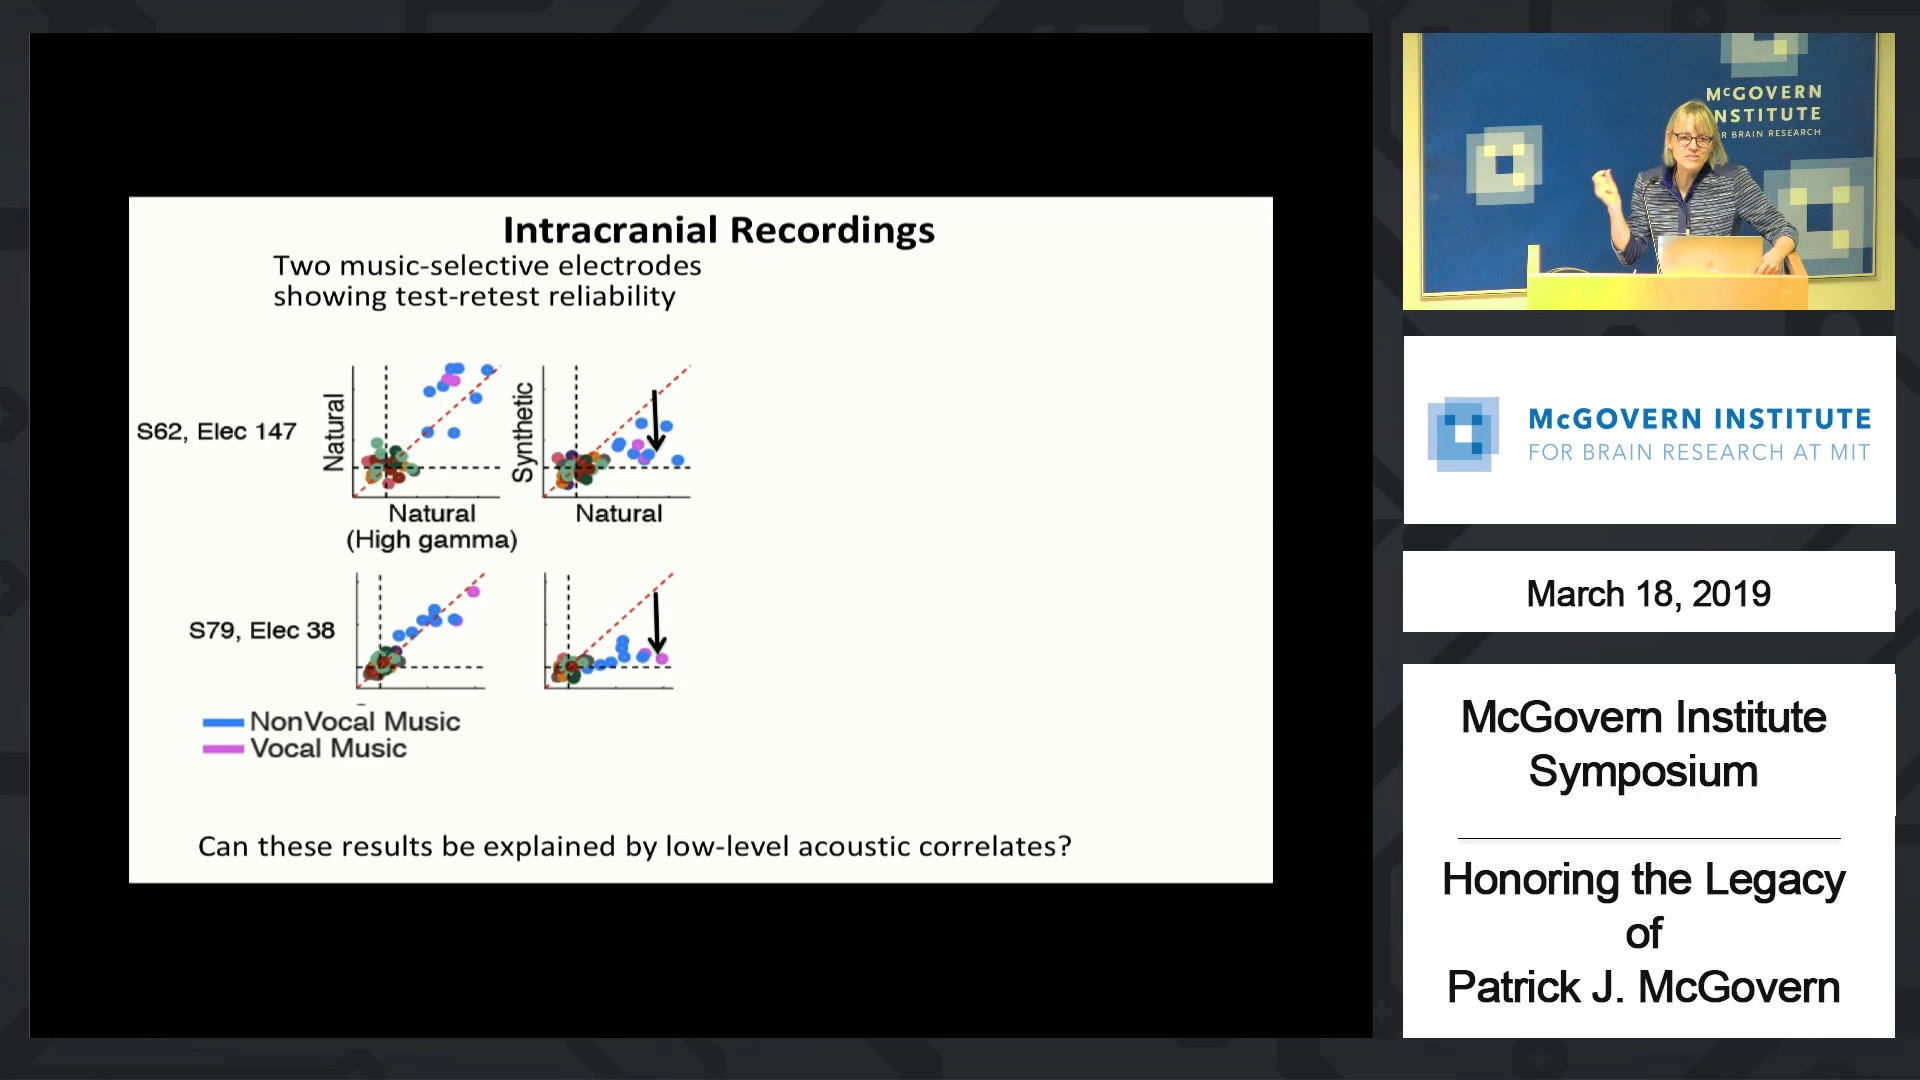 Intracranial Recordings
Two music-selective electrodes
showing test-retest reliability
S62, Elec 147
Natural
Natural
(High gamma)
Synthetic
Natural
S79, Elec 38
NonVocal Music
Vocal Music
Can these results be explained by low-level acoustic correlates?
McGOVERN
INSTITUTE
R BRAIN RESEARCH
McGOVERN INSTITUTE
FOR BRAIN RESEARCH AT MIT
March 18, 2019
McGovern Institute
Symposium
Honoring the Legacy
of
Patrick J. McGovern